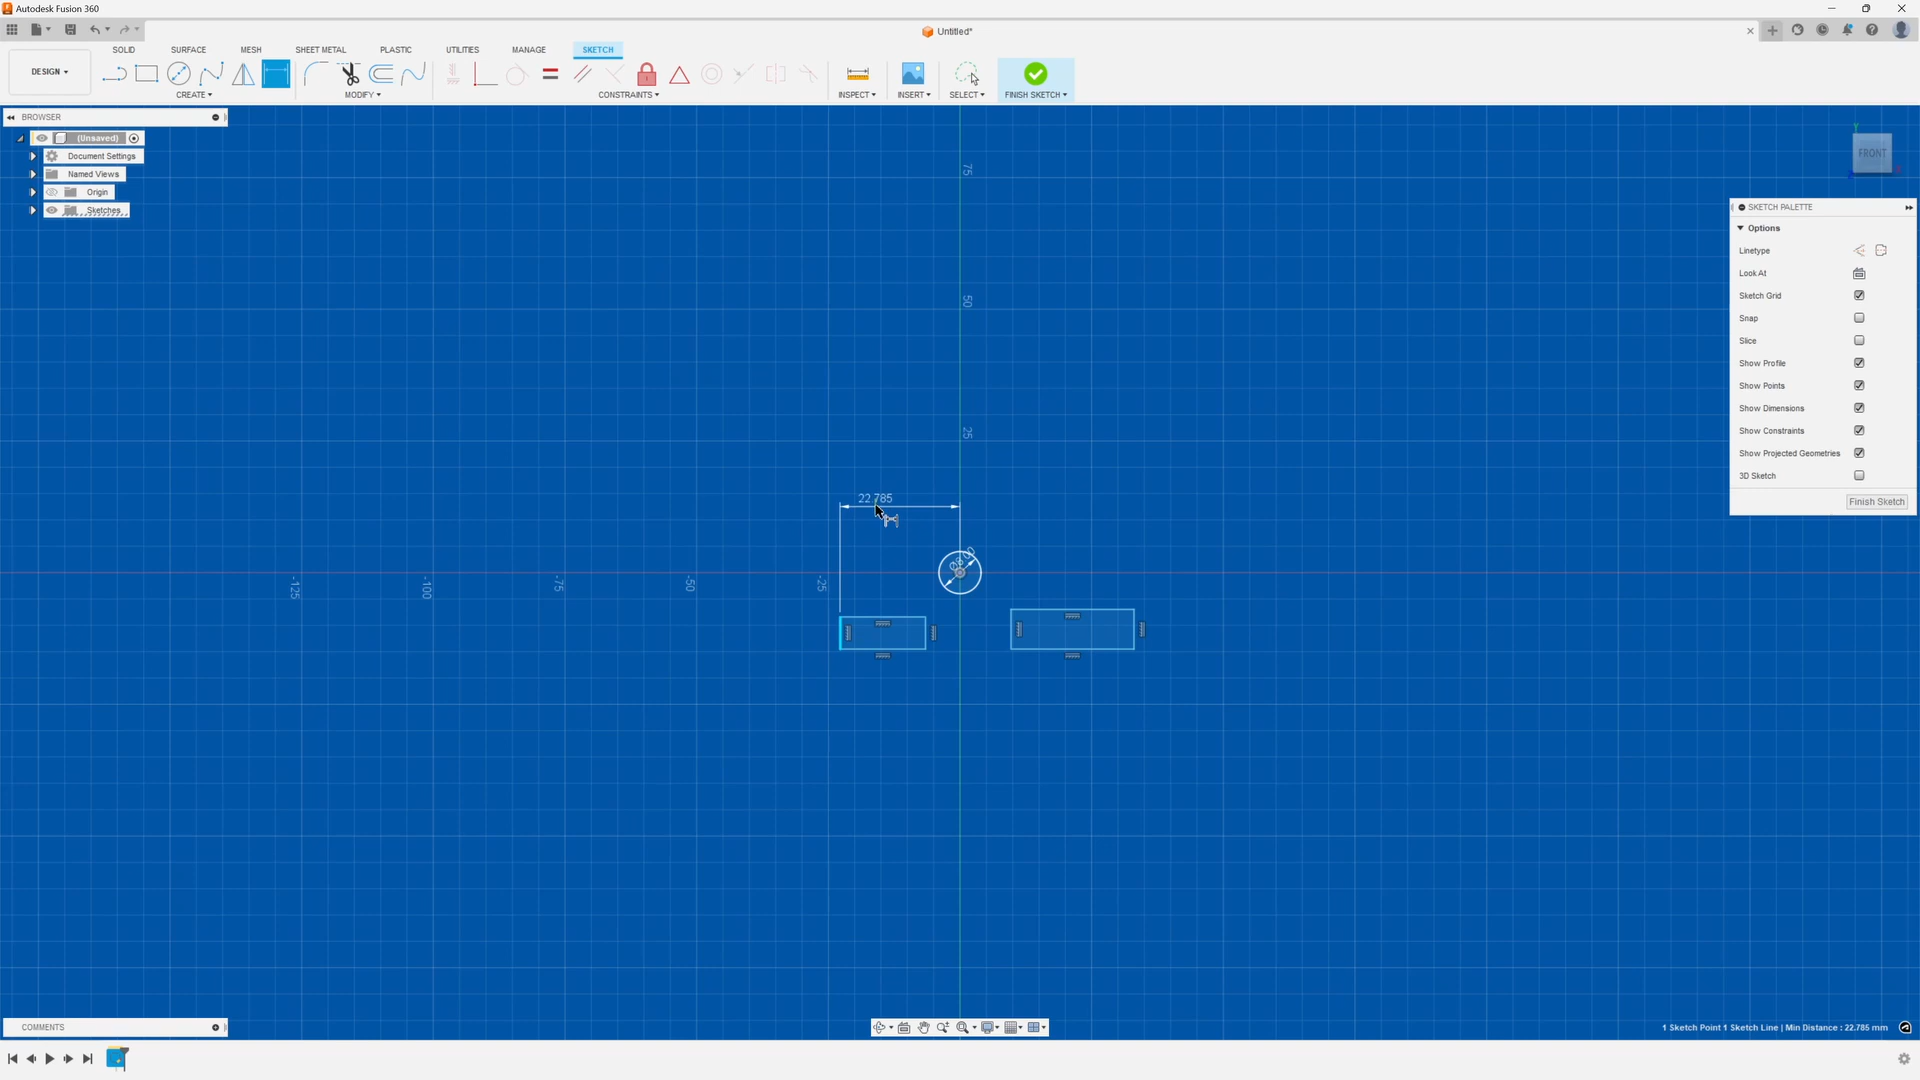 Autodesk Fusion 360
Untitled*
DESIGN
SOLID SURFACE MESH SHEET METAL PLASTIC UTILITIES MANAGE SKETCH
CREATE MODIFY CONSTRAINTS INSPECT INSERT SELECT FINISH SKETCH
BROWSER
(Unsaved)
Document Settings
Named Views
Origin
Sketches
FRONT
Y
SKETCH PALETTE
Options
Linetype
Look At
Sketch Grid
Snap
Slice
Show Profile
Show Points
Show Dimensions
Show Constraints
Show Projected Geometries
3D Sketch
Finish Sketch
75
50
25
22.785
-125
-100
-75
-50
-25
COMMENTS
1 Sketch Point 1 Sketch Line | Min Distance : 22.785 mm